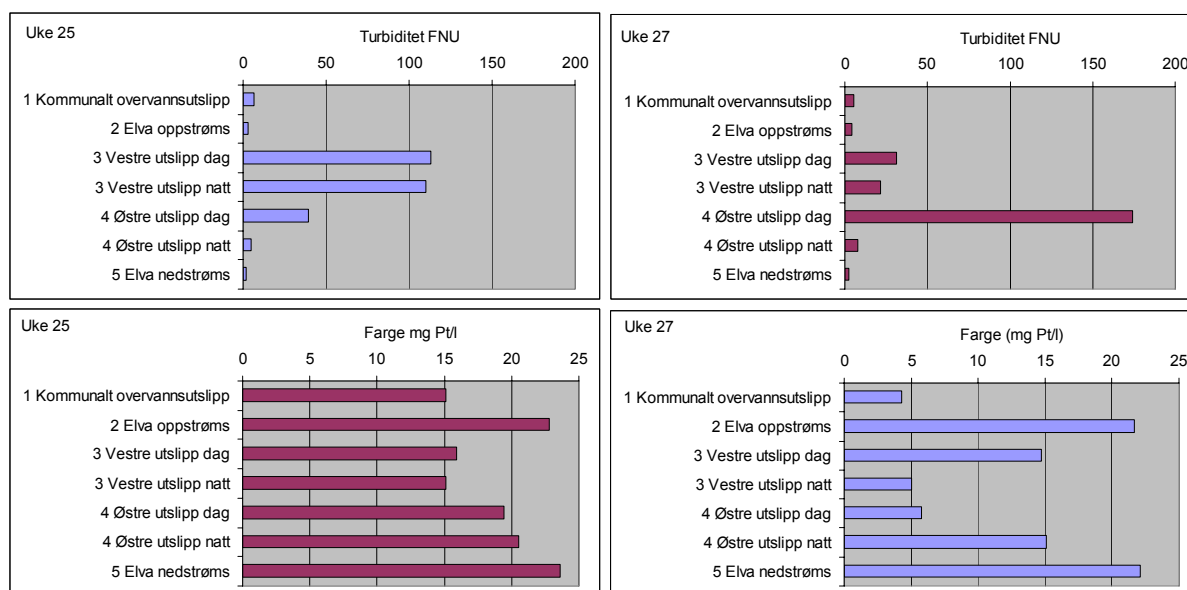 Uke 25
Turbiditet FNU
0 50 100 150 200
1 Kommunalt overvannsutslipp
2 Elva oppstrøms
3 Vestre utslipp dag
3 Vestre utslipp natt
4 Østre utslipp dag
4 Østre utslipp natt
5 Elva nedstrøms
Uke 27
Turbiditet FNU
0 50 100 150 200
1 Kommunalt overvannsutslipp
2 Elva oppstrøms
3 Vestre utslipp dag
3 Vestre utslipp natt
4 Østre utslipp dag
4 Østre utslipp natt
5 Elva nedstrøms
Uke 25
Farge mg Pt/l
0 5 10 15 20 25
1 Kommunalt overvannsutslipp
2 Elva oppstrøms
3 Vestre utslipp dag
3 Vestre utslipp natt
4 Østre utslipp dag
4 Østre utslipp natt
5 Elva nedstrøms
Uke 27
Farge (mg Pt/l)
0 5 10 15 20 25
1 Kommunalt overvannsutslipp
2 Elva oppstrøms
3 Vestre utslipp dag
3 Vestre utslipp natt
4 Østre utslipp dag
4 Østre utslipp natt
5 Elva nedstrøms